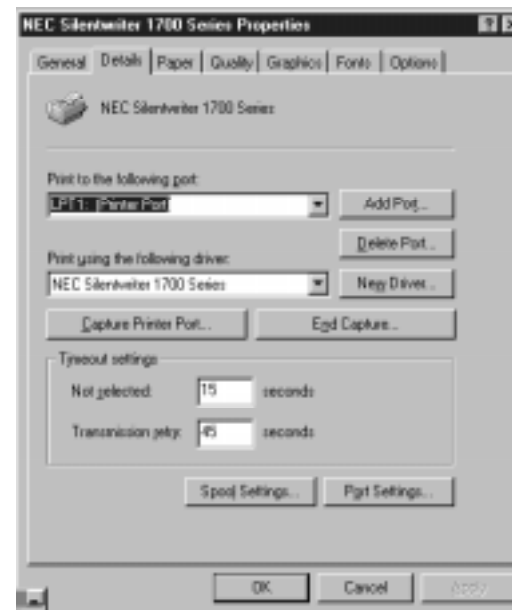 NEC Silentwriter 1700 Series Properties
General Details Paper Quality Graphics Fonts Options
NEC Silentwriter 1700 Series
Print to the following port:
LPT1: (Printer Port)
Add Port...
Delete Port...
Print using the following driver:
NEC Silentwriter 1700 Series
New Driver...
Capture Printer Port...
End Capture...
Timeout settings
Not selected: 15 seconds
Transmission retry: 45 seconds
Spool Settings...
Port Settings...
OK
Cancel
Apply